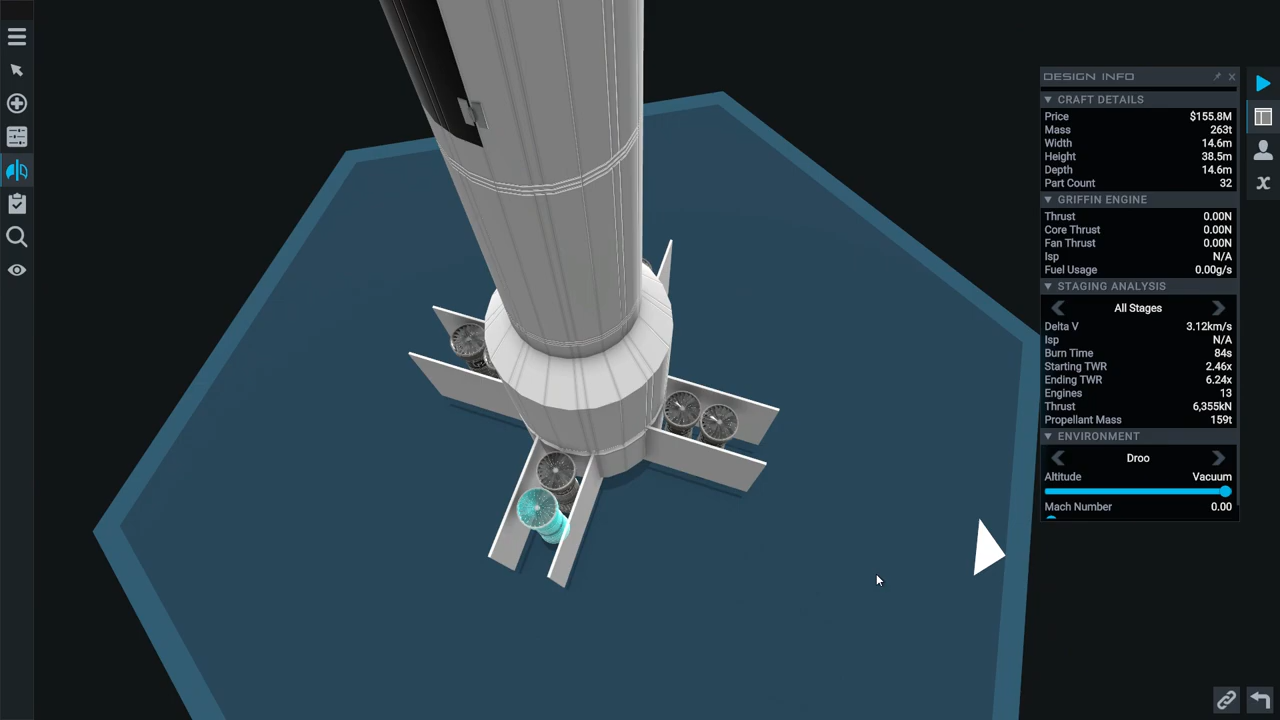 DESIGN INFO
CRAFT DETAILS
Price $155.8M
Mass 263t
Width 14.6m
Height 38.5m
Depth 14.6m
Part Count 32
GRIFFIN ENGINE
Thrust 0.00N
Core Thrust 0.00N
Fan Thrust 0.00N
Isp N/A
Fuel Usage 0.00g/s
STAGING ANALYSIS
All Stages
Delta V 3.12km/s
Isp N/A
Burn Time 84s
Starting TWR 2.46x
Ending TWR 6.24x
Engines 13
Thrust 6,355kN
Propellant Mass 159t
ENVIRONMENT
Droo
Altitude Vacuum
Mach Number 0.00